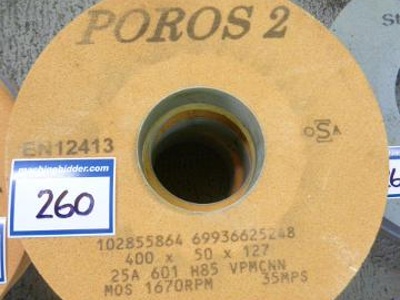 POROS 2
St
EN12413
oSA
machinebidder.com
260
102855864 69936625248
400 x 50 x 127
25A 601 H85 VPMCNN
MOS 1670RPM 35MPS